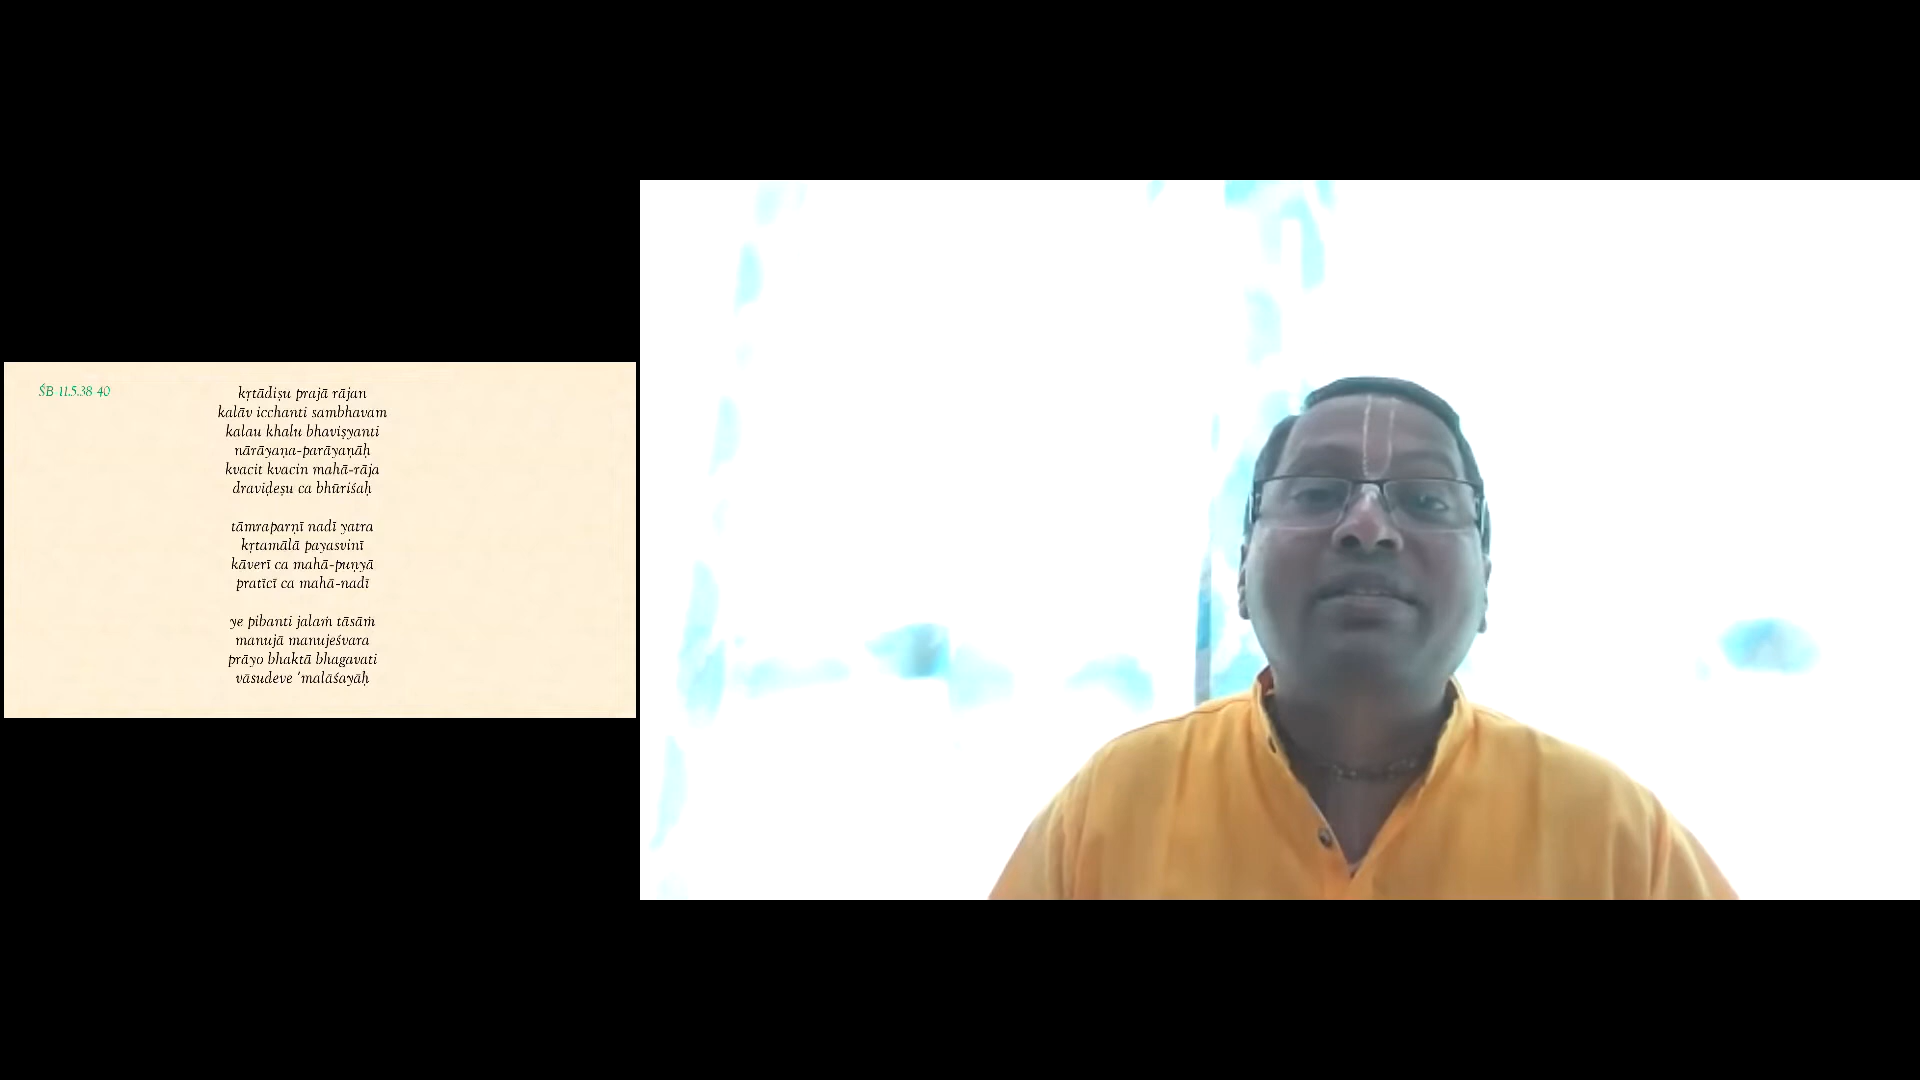 ŚB 11.5.38-40
kṛtādiṣu prajā rājan
kalāv icchanti sambhavam
kalau khalu bhaviṣyanti
nārāyaṇa-parāyaṇāḥ
kvacit kvacin mahā-rāja
draviḍeṣu ca bhūriśaḥ
tāmraparṇī nadī yatra
kṛtamālā payasvinī
kāverī ca mahā-puṇyā
pratīcī ca mahā-nadī
ye pibanti jalaṁ tāsāṁ
manujā manujeśvara
prāyo bhaktā bhagavati
vāsudeve 'malāśayāḥ